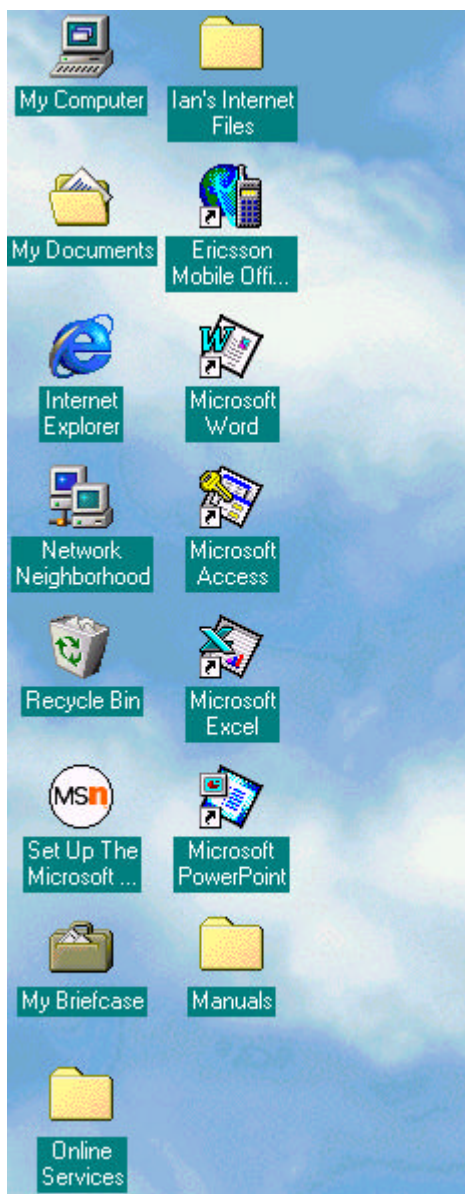 My Computer
Ian's Internet
Files
My Documents
Ericsson
Mobile Offi...
Internet
Explorer
W
Microsoft
Word
Network
Neighborhood
Microsoft
Access
Recycle Bin
Microsoft
Excel
MSn
Set Up The
Microsoft ...
Microsoft
PowerPoint
My Briefcase
Manuals
Online
Services